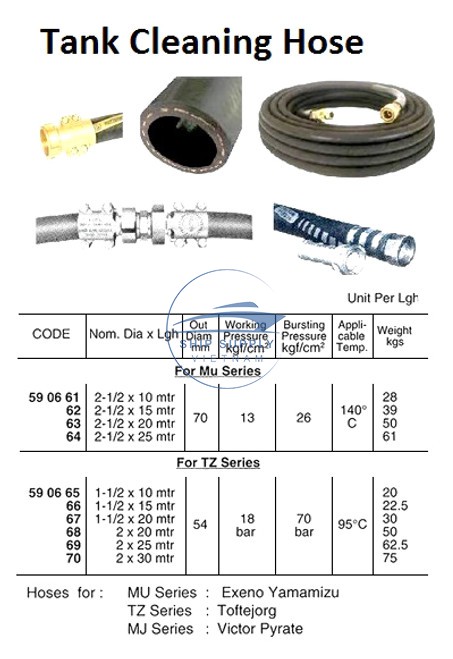 Tank Cleaning Hose
SHIP SUPPLY
VIETNAM
Unit Per Lgh
CODE Nom. Dia x Lgh Out Diam mm Working Pressure kgf/cm² Bursting Pressure kgf/cm² Appli-cable Temp. Weight kgs
For Mu Series
59 06 61 2-1/2 x 10 mtr 28
62 2-1/2 x 15 mtr 39
63 2-1/2 x 20 mtr 50
64 2-1/2 x 25 mtr 61
70 13 26 140° C
For TZ Series
59 06 65 1-1/2 x 10 mtr 20
66 1-1/2 x 15 mtr 22.5
67 1-1/2 x 20 mtr 30
68 2 x 20 mtr 50
69 2 x 25 mtr 62.5
70 2 x 30 mtr 75
54 18 bar 70 bar 95°C
Hoses for : MU Series : Exeno Yamamizu
TZ Series : Toftejorg
MJ Series : Victor Pyrate